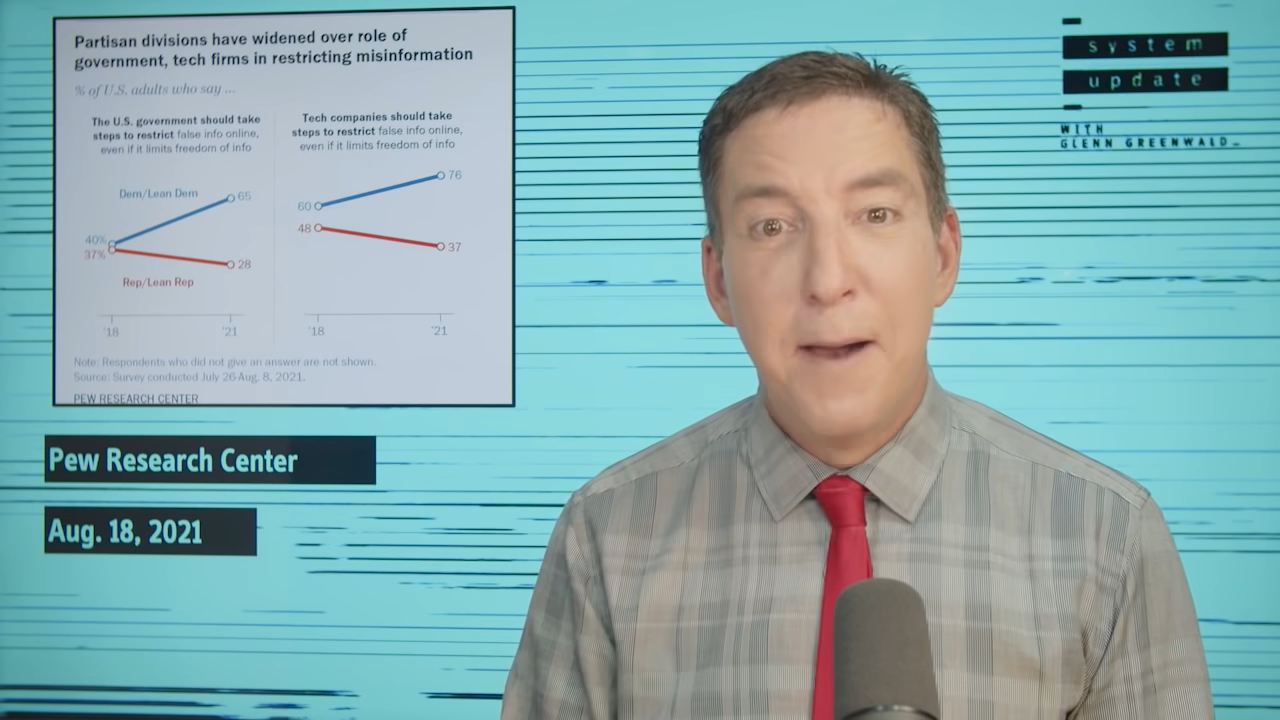 Partisan divisions have widened over role of
government, tech firms in restricting misinformation
% of U.S. adults who say ...
The U.S. government should take
steps to restrict false info online,
even if it limits freedom of info
Tech companies should take
steps to restrict false info online,
even if it limits freedom of info
Dem/Lean Dem
65
40%
37%
28
Rep/Lean Rep
'18
'21
76
60
48
37
'18
'21
Note: Respondents who did not give an answer are not shown.
Source: Survey conducted July 26-Aug. 8, 2021.
PEW RESEARCH CENTER
Pew Research Center
Aug. 18, 2021
system
update
WITH
GLENN GREENWALD_